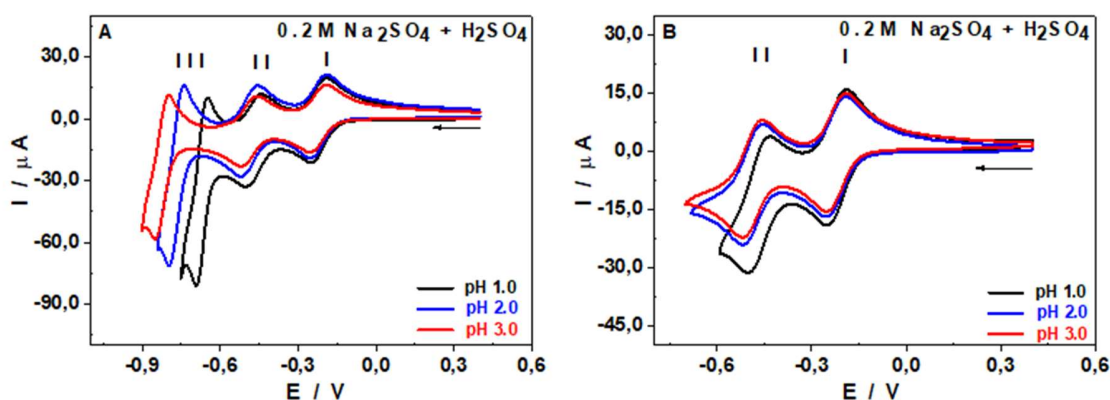 A
0.2M Na₂SO₄ + H₂SO₄
III
II
I
30,0
0,0
-30,0
-60,0
-90,0
I / μA
pH 1.0
pH 2.0
pH 3.0
-0,9
-0,6
-0,3
0,0
0,3
0,6
E / V
B
0.2M Na₂SO₄ + H₂SO₄
II
I
30,0
15,0
0,0
-15,0
-30,0
-45,0
I / μA
pH 1.0
pH 2.0
pH 3.0
-0,6
-0,3
0,0
0,3
0,6
E / V